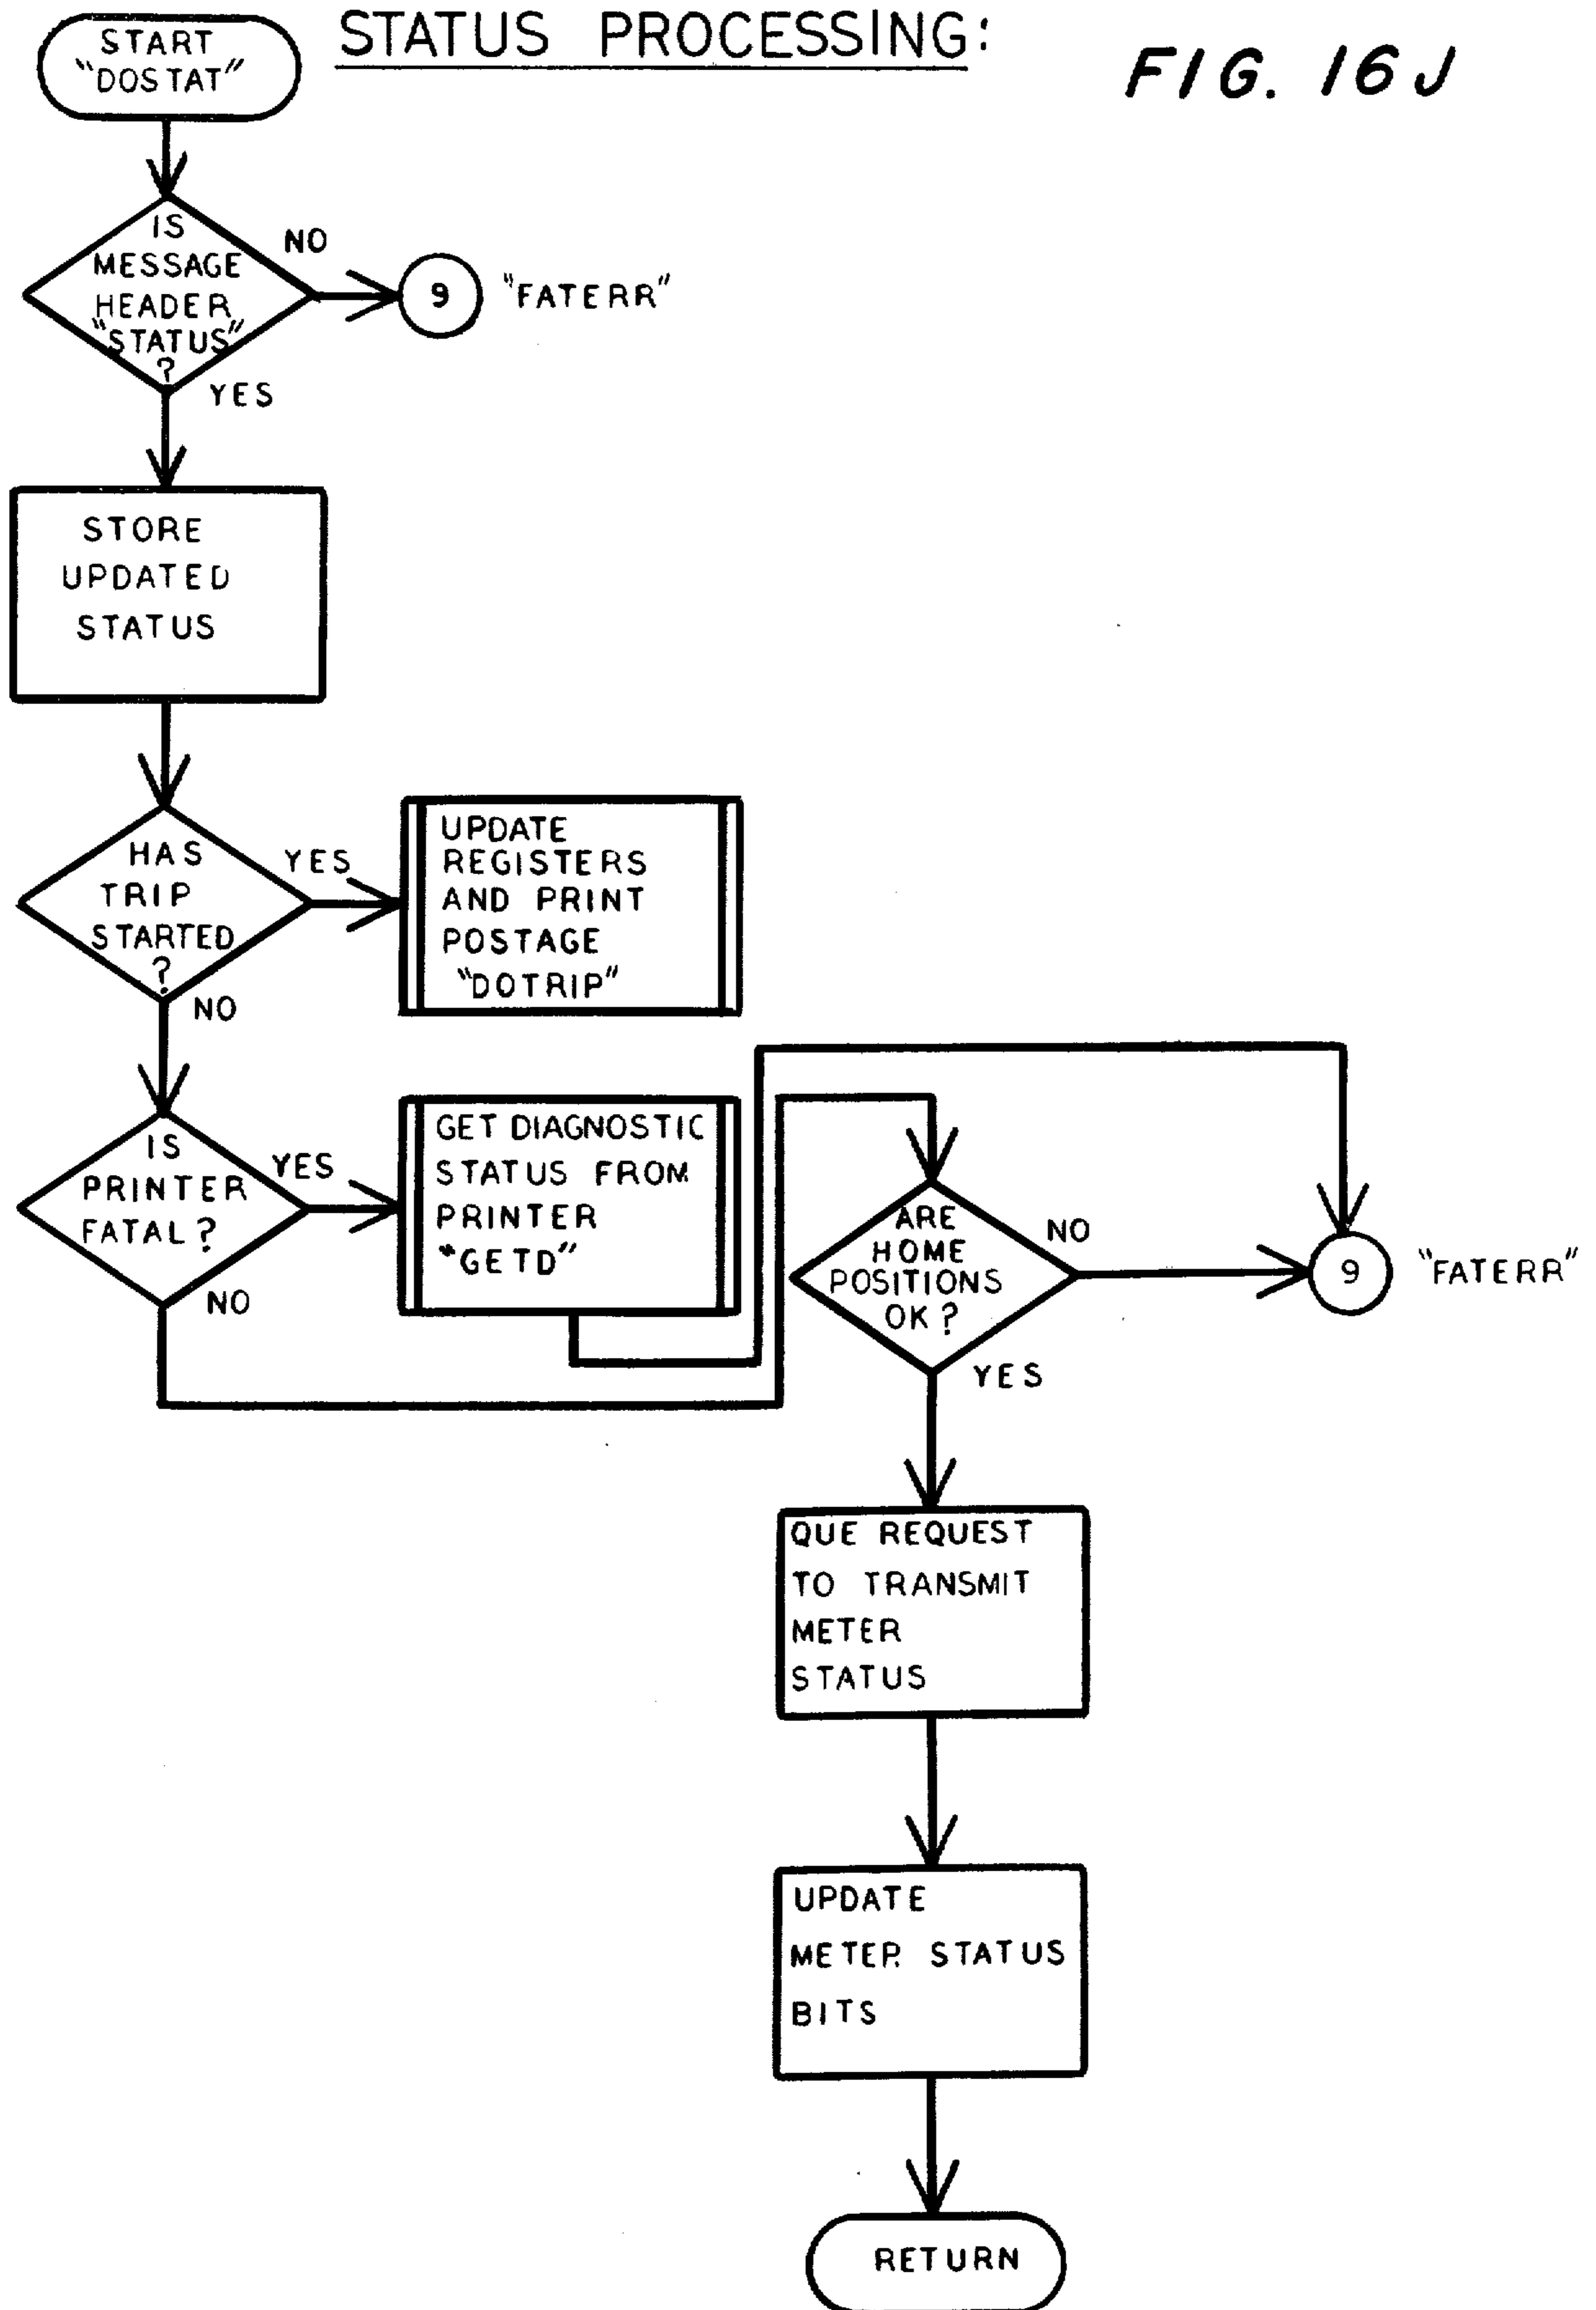 STATUS PROCESSING:
FIG. 16J
START
"DOSTAT"
IS
MESSAGE
HEADER
"STATUS"
?
NO
9
"FATERR"
YES
STORE
UPDATED
STATUS
HAS
TRIP
STARTED
?
YES
UPDATE
REGISTERS
AND PRINT
POSTAGE
"DOTRIP"
NO
IS
PRINTER
FATAL?
YES
GET DIAGNOSTIC
STATUS FROM
PRINTER
"GETD"
NO
ARE
HOME
POSITIONS
OK?
NO
9
"FATERR"
YES
QUE REQUEST
TO TRANSMIT
METER
STATUS
UPDATE
METER STATUS
BITS
RETURN